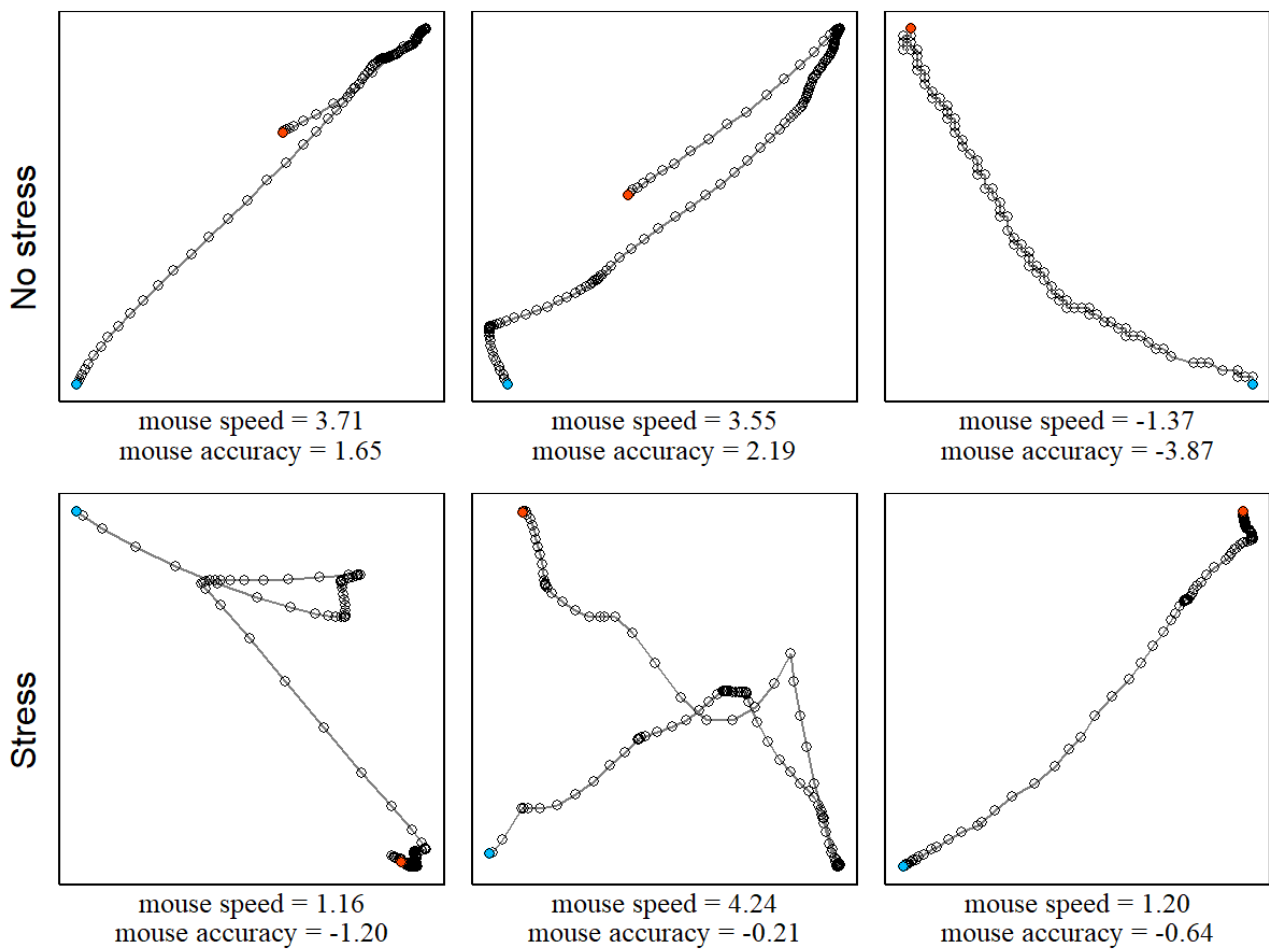 No stress
mouse speed = 3.71
mouse accuracy = 1.65
mouse speed = 3.55
mouse accuracy = 2.19
mouse speed = -1.37
mouse accuracy = -3.87
Stress
mouse speed = 1.16
mouse accuracy = -1.20
mouse speed = 4.24
mouse accuracy = -0.21
mouse speed = 1.20
mouse accuracy = -0.64